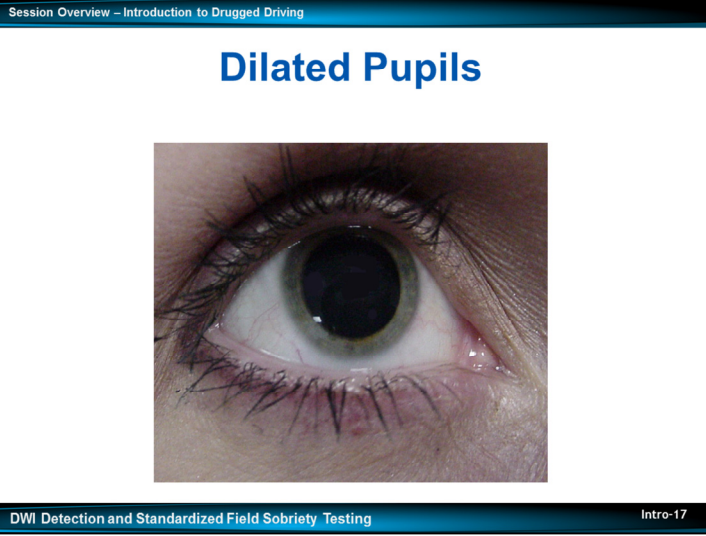 Session Overview – Introduction to Drugged Driving
Dilated Pupils
DWI Detection and Standardized Field Sobriety Testing
Intro-17